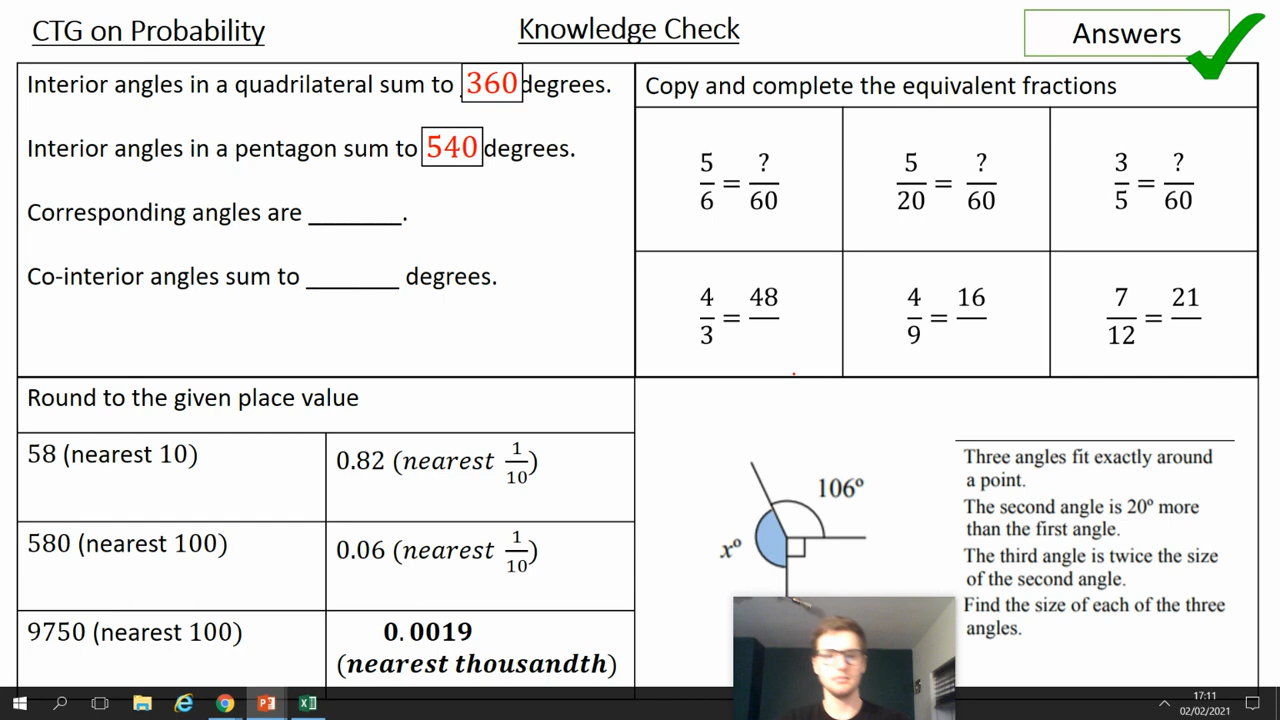 CTG on Probability
Knowledge Check
Answers
Interior angles in a quadrilateral sum to 360 degrees.
Interior angles in a pentagon sum to 540 degrees.
Corresponding angles are ________.
Co-interior angles sum to ________ degrees.
Copy and complete the equivalent fractions
5/6 = ?/60
5/20 = ?/60
3/5 = ?/60
4/3 = 48/
4/9 = 16/
7/12 = 21/
Round to the given place value
58 (nearest 10)
0.82 (nearest 1/10)
580 (nearest 100)
0.06 (nearest 1/10)
9750 (nearest 100)
0.0019
(nearest thousandth)
106º
xº
Three angles fit exactly around
a point.
The second angle is 20º more
than the first angle.
The third angle is twice the size
of the second angle.
Find the size of each of the three
angles.
17:11
02/02/2021